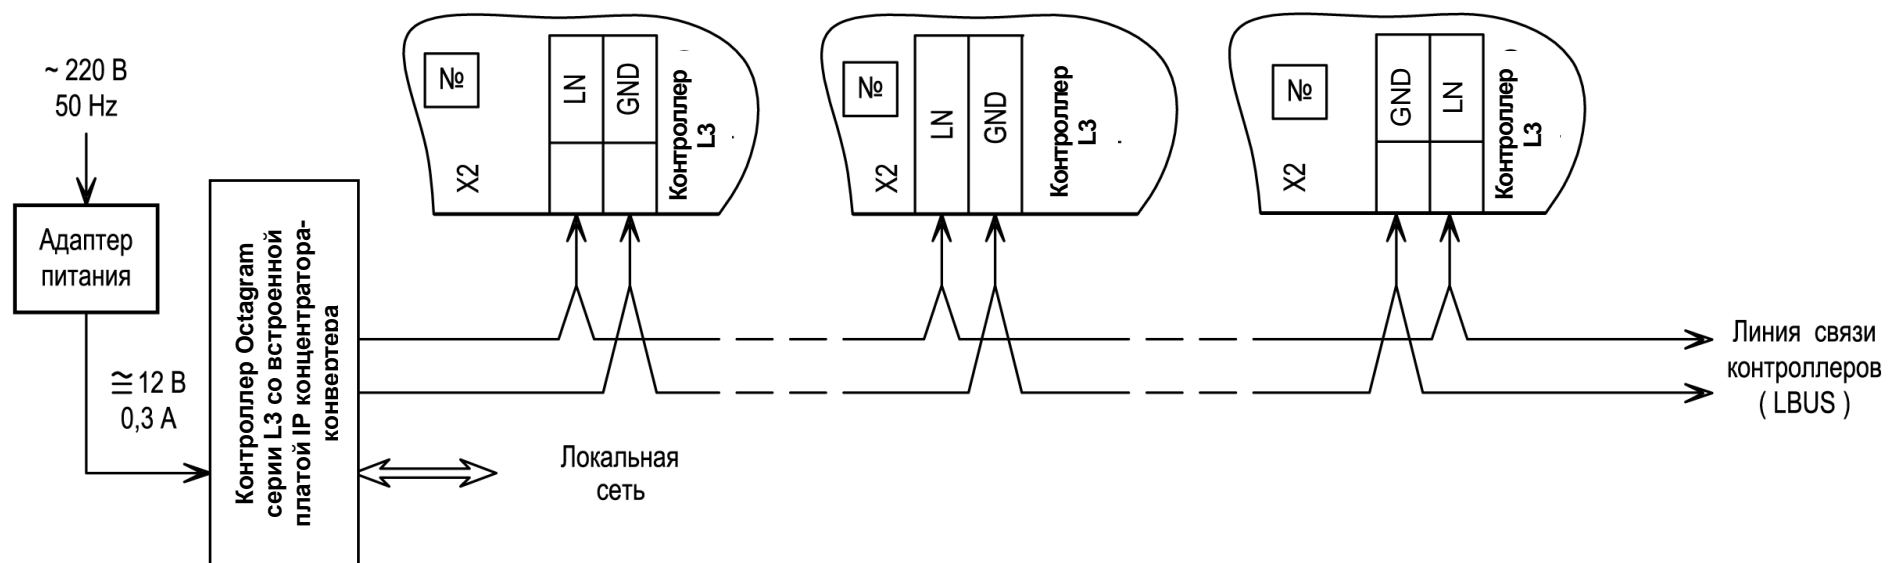 ~ 220 В
50 Hz
Адаптер
питания
≅ 12 В
0,3 А
Контроллер Octagram
серии L3 со встроенной
платой IP концентратора-
конвертера
№
X2
LN
GND
Контроллер
L3
№
X2
LN
GND
Контроллер
L3
№
X2
GND
LN
Контроллер
L3
Линия связи
контроллеров
( LBUS )
Локальная
сеть